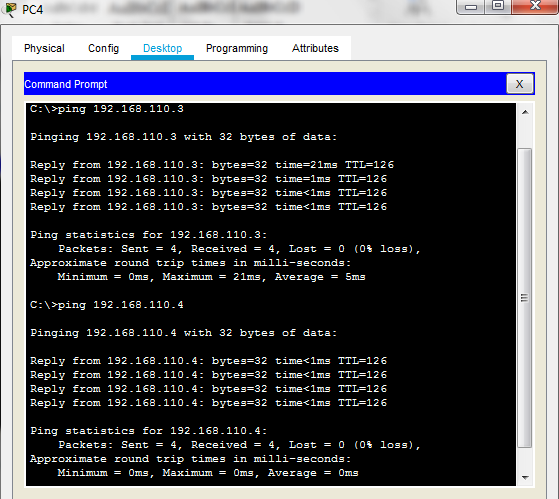 PC4
Physical Config Desktop Programming Attributes
Command Prompt
X
C:\>ping 192.168.110.3
Pinging 192.168.110.3 with 32 bytes of data:
Reply from 192.168.110.3: bytes=32 time=21ms TTL=126
Reply from 192.168.110.3: bytes=32 time=1ms TTL=126
Reply from 192.168.110.3: bytes=32 time<1ms TTL=126
Reply from 192.168.110.3: bytes=32 time<1ms TTL=126
Ping statistics for 192.168.110.3:
Packets: Sent = 4, Received = 4, Lost = 0 (0% loss),
Approximate round trip times in milli-seconds:
Minimum = 0ms, Maximum = 21ms, Average = 5ms
C:\>ping 192.168.110.4
Pinging 192.168.110.4 with 32 bytes of data:
Reply from 192.168.110.4: bytes=32 time<1ms TTL=126
Reply from 192.168.110.4: bytes=32 time<1ms TTL=126
Reply from 192.168.110.4: bytes=32 time<1ms TTL=126
Reply from 192.168.110.4: bytes=32 time<1ms TTL=126
Ping statistics for 192.168.110.4:
Packets: Sent = 4, Received = 4, Lost = 0 (0% loss),
Approximate round trip times in milli-seconds:
Minimum = 0ms, Maximum = 0ms, Average = 0ms